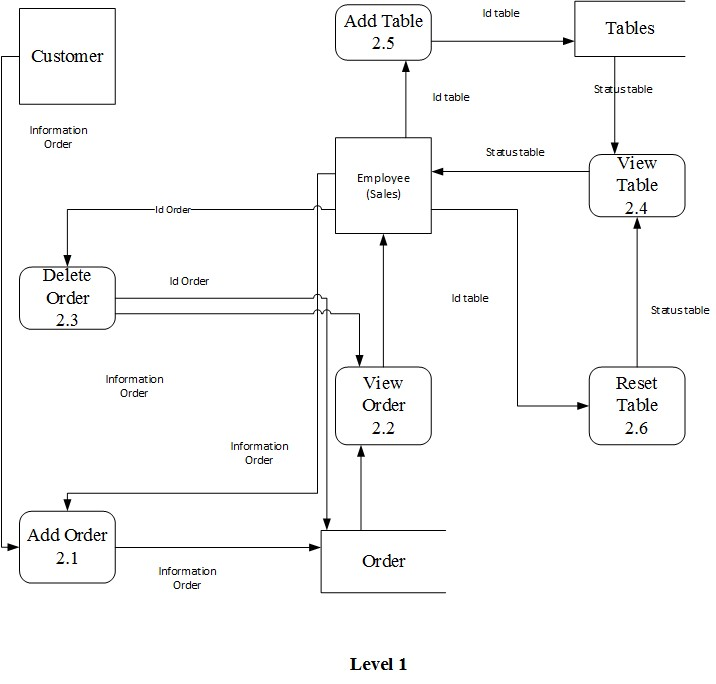 Customer
Add Table
2.5
Id table
Tables
Information
Order
Id table
Status table
Employee
(Sales)
Status table
View
Table
2.4
Id Order
Delete
Order
2.3
Id Order
Id table
Status table
Information
Order
View
Order
2.2
Reset
Table
2.6
Information
Order
Add Order
2.1
Information
Order
Order
Level 1